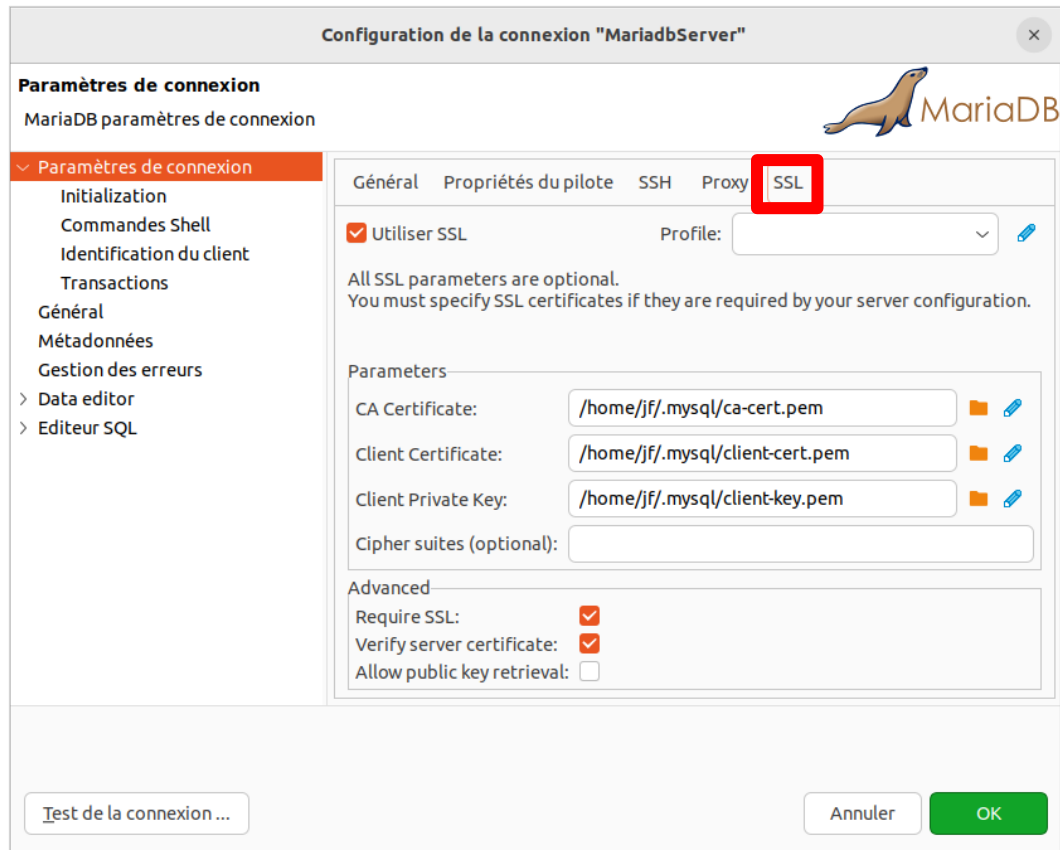 Configuration de la connexion "MariadbServer"
Paramètres de connexion
MariaDB paramètres de connexion
MariaDB
Paramètres de connexion
Initialization
Commandes Shell
Identification du client
Transactions
Général
Métadonnées
Gestion des erreurs
Data editor
Editeur SQL
Général Propriétés du pilote SSH Proxy SSL
Utiliser SSL Profile:
All SSL parameters are optional.
You must specify SSL certificates if they are required by your server configuration.
Parameters
CA Certificate: /home/jf/.mysql/ca-cert.pem
Client Certificate: /home/jf/.mysql/client-cert.pem
Client Private Key: /home/jf/.mysql/client-key.pem
Cipher suites (optional):
Advanced
Require SSL:
Verify server certificate:
Allow public key retrieval:
Test de la connexion ... Annuler OK